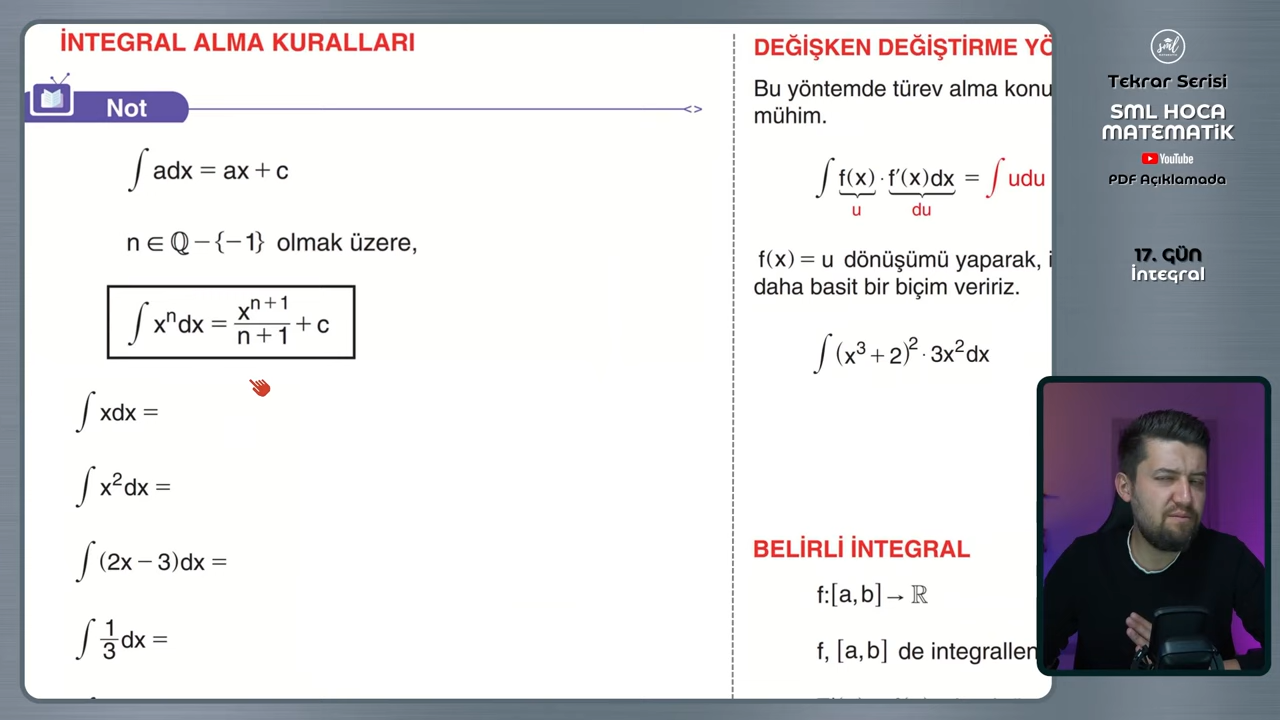 İNTEGRAL ALMA KURALLARI
Not
∫ adx = ax + c
n ∈ ℚ − {−1} olmak üzere,
∫ xⁿdx = xⁿ⁺¹/(n + 1) + c
∫ xdx =
∫ x²dx =
∫ (2x − 3)dx =
∫ 1/3 dx =
DEĞİŞKEN DEĞİŞTİRME YÖ
Bu yöntemde türev alma konu
mühim.
∫ f(x) · f′(x)dx = ∫ udu
u du
f(x) = u dönüşümü yaparak, i
daha basit bir biçim veririz.
∫ (x³ + 2)² · 3x²dx
BELİRLİ İNTEGRAL
f:[a,b] → ℝ
f, [a,b] de integrallen
sml
Tekrar Serisi
SML HOCA
MATEMATİK
YouTube
PDF Açıklamada
17. GÜN
İntegral